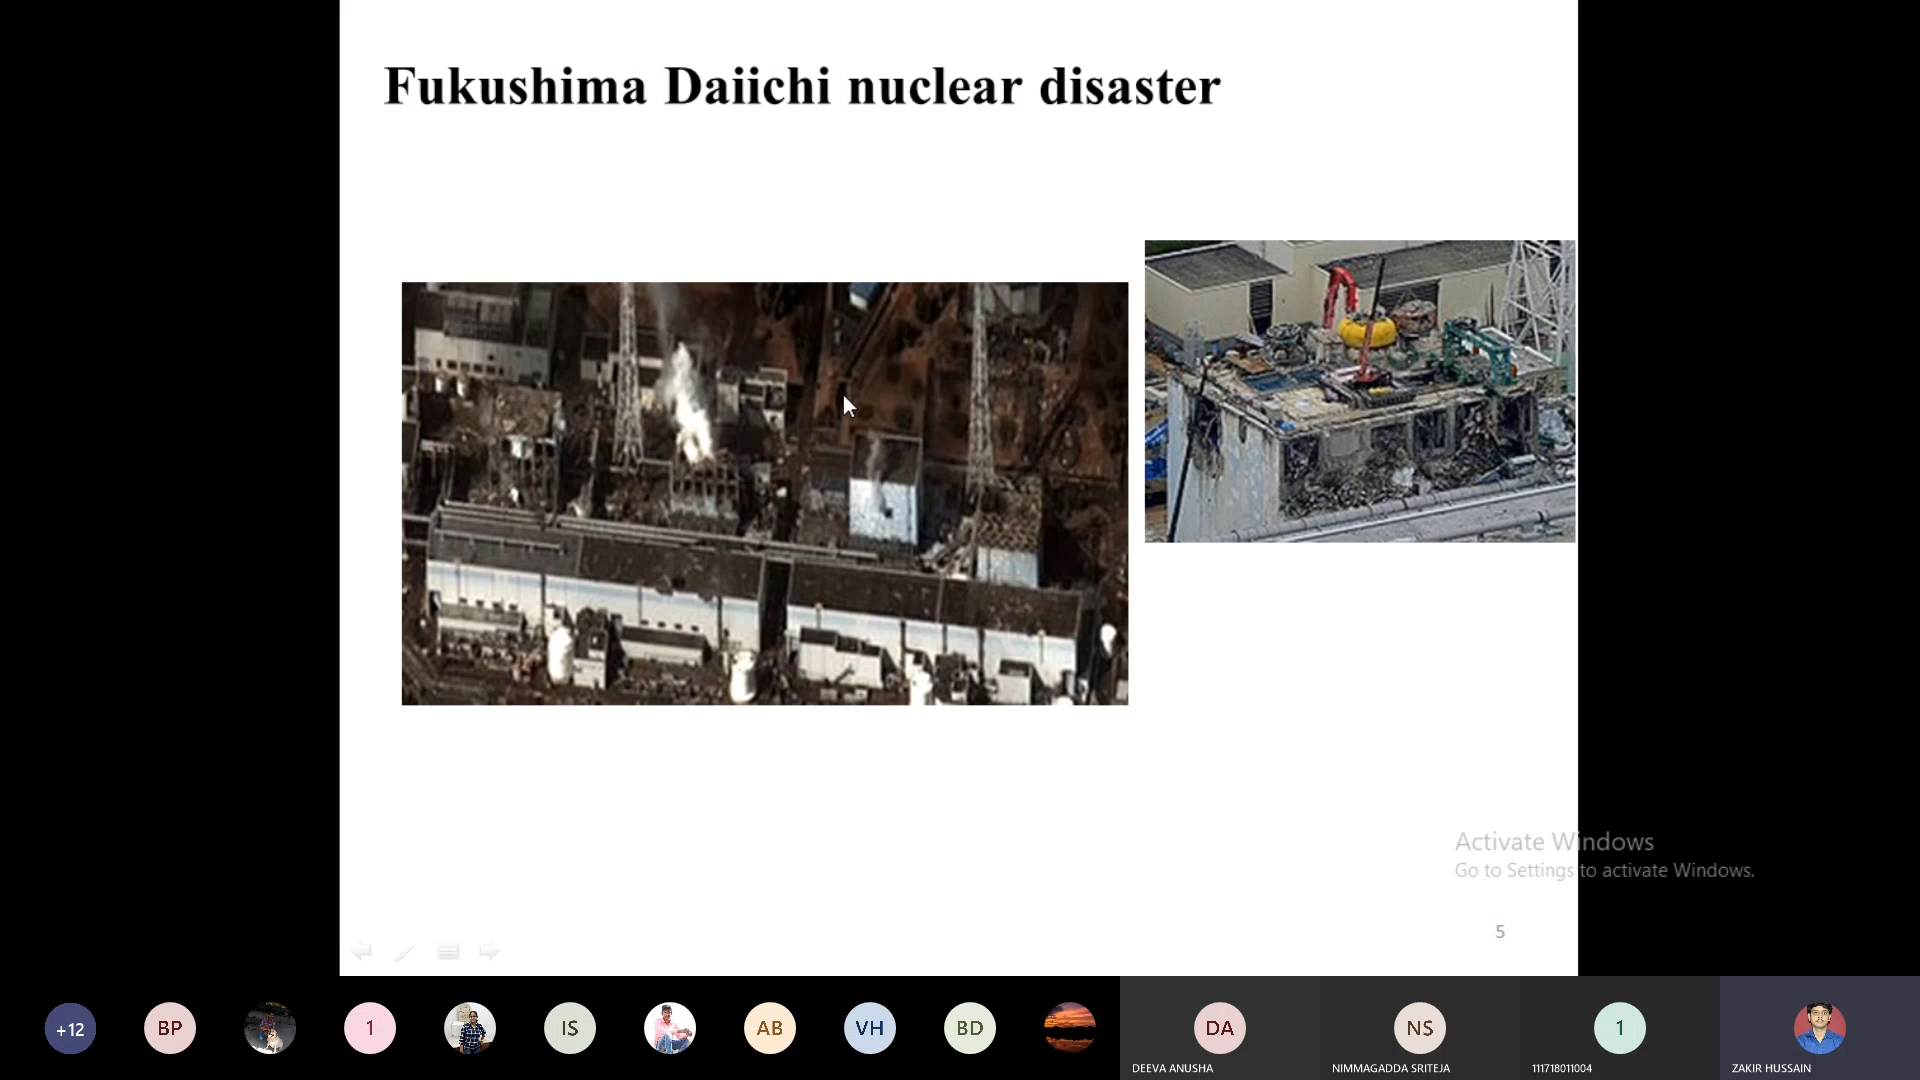 Fukushima Daiichi nuclear disaster
Activate Windows
Go to Settings to activate Windows.
5
+12
BP
1
IS
AB
VH
BD
DA
NS
1
DEEVA ANUSHA
NIMMAGADDA SRITEJA
111718011004
ZAKIR HUSSAIN